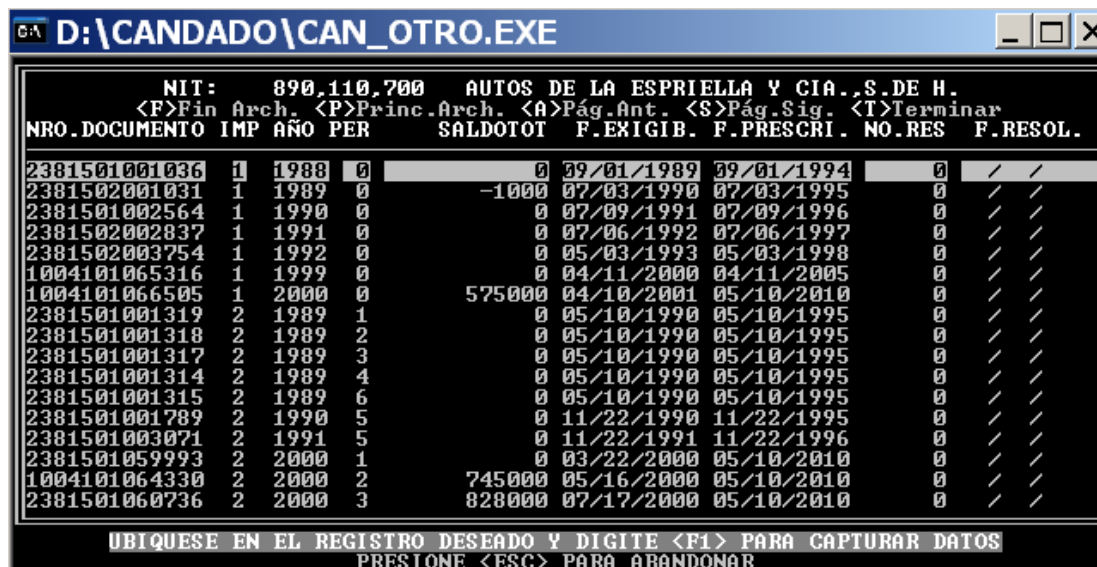 D:\CANDADO\CAN_OTRO.EXE
NIT: 890,110,700 AUTOS DE LA ESPRIELLA Y CIA.,S.DE H.
<F>Fin Arch. <P>Princ.Arch. <A>Pág.Ant. <S>Pág.Sig. <T>Terminar
NRO.DOCUMENTO IMP AÑO PER SALDOTOT F.EXIGIB. F.PRESCRI. NO.RES F.RESOL.
2381501001036 1 1988 0 0 09/01/1989 09/01/1994 0 / /
2381502001031 1 1989 0 -1000 07/03/1990 07/03/1995 0 / /
2381501002564 1 1990 0 0 07/09/1991 07/09/1996 0 / /
2381502002837 1 1991 0 0 07/06/1992 07/06/1997 0 / /
2381502003754 1 1992 0 0 05/03/1993 05/03/1998 0 / /
1004101065316 1 1999 0 0 04/11/2000 04/11/2005 0 / /
1004101066505 1 2000 0 575000 04/10/2001 05/10/2010 0 / /
2381501001319 2 1989 1 0 05/10/1990 05/10/1995 0 / /
2381501001318 2 1989 2 0 05/10/1990 05/10/1995 0 / /
2381501001317 2 1989 3 0 05/10/1990 05/10/1995 0 / /
2381501001314 2 1989 4 0 05/10/1990 05/10/1995 0 / /
2381501001315 2 1989 6 0 05/10/1990 05/10/1995 0 / /
2381501001789 2 1990 5 0 11/22/1990 11/22/1995 0 / /
2381501003071 2 1991 5 0 11/22/1991 11/22/1996 0 / /
2381501059993 2 2000 1 0 03/22/2000 05/10/2010 0 / /
1004101064330 2 2000 2 745000 05/16/2000 05/10/2010 0 / /
2381501060736 2 2000 3 828000 07/17/2000 05/10/2010 0 / /
UBIQUESE EN EL REGISTRO DESEADO Y DIGITE <F1> PARA CAPTURAR DATOS
PRESIONE <ESC> PARA ABANDONAR